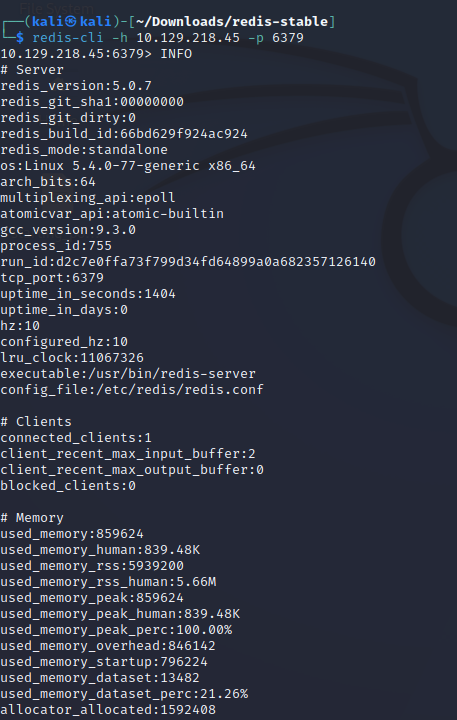 File System
┌──(kali㉿kali)-[~/Downloads/redis-stable]
└─$ redis-cli -h 10.129.218.45 -p 6379
10.129.218.45:6379> INFO
# Server
redis_version:5.0.7
redis_git_sha1:00000000
redis_git_dirty:0
redis_build_id:66bd629f924ac924
redis_mode:standalone
os:Linux 5.4.0-77-generic x86_64
arch_bits:64
multiplexing_api:epoll
atomicvar_api:atomic-builtin
gcc_version:9.3.0
process_id:755
run_id:d2c7e0ffa73f799d34fd64899a0a682357126140
tcp_port:6379
uptime_in_seconds:1404
uptime_in_days:0
hz:10
configured_hz:10
lru_clock:11067326
executable:/usr/bin/redis-server
config_file:/etc/redis/redis.conf

# Clients
connected_clients:1
client_recent_max_input_buffer:2
client_recent_max_output_buffer:0
blocked_clients:0

# Memory
used_memory:859624
used_memory_human:839.48K
used_memory_rss:5939200
used_memory_rss_human:5.66M
used_memory_peak:859624
used_memory_peak_human:839.48K
used_memory_peak_perc:100.00%
used_memory_overhead:846142
used_memory_startup:796224
used_memory_dataset:13482
used_memory_dataset_perc:21.26%
allocator_allocated:1592408